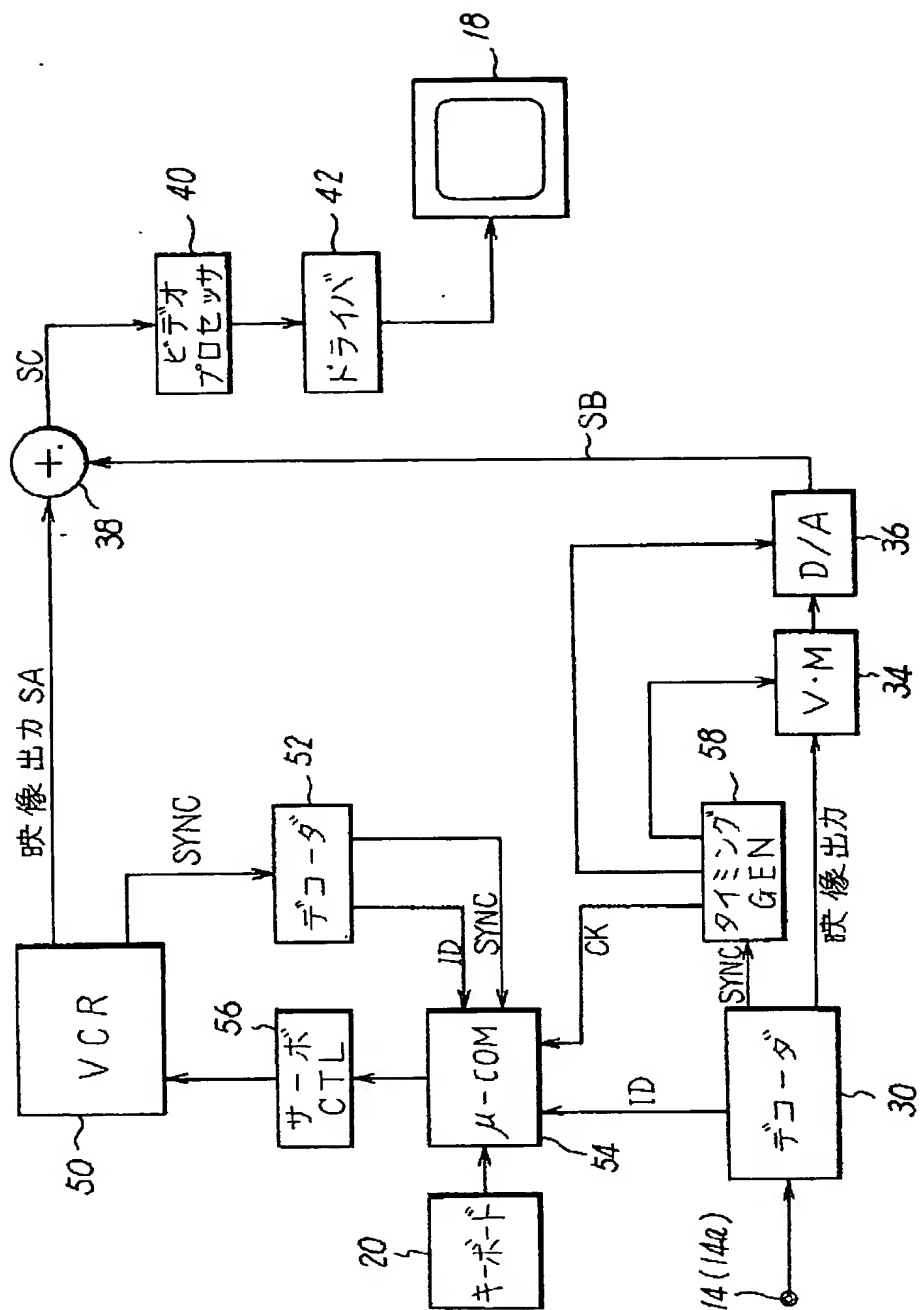 VCR
50
映像出力 SA
38
SC
40
ビデオ
プロセッサ
42
ドライバ
18
SYNC
52
デコーダ
ID
SYNC
56
サーボ
CTL
20
キーボード
μ-COM
54
CK
ID
SB
58
タイミング
GEN
SYNC
V・M
34
D/A
36
映像出力
デコーダ
30
14(14a)